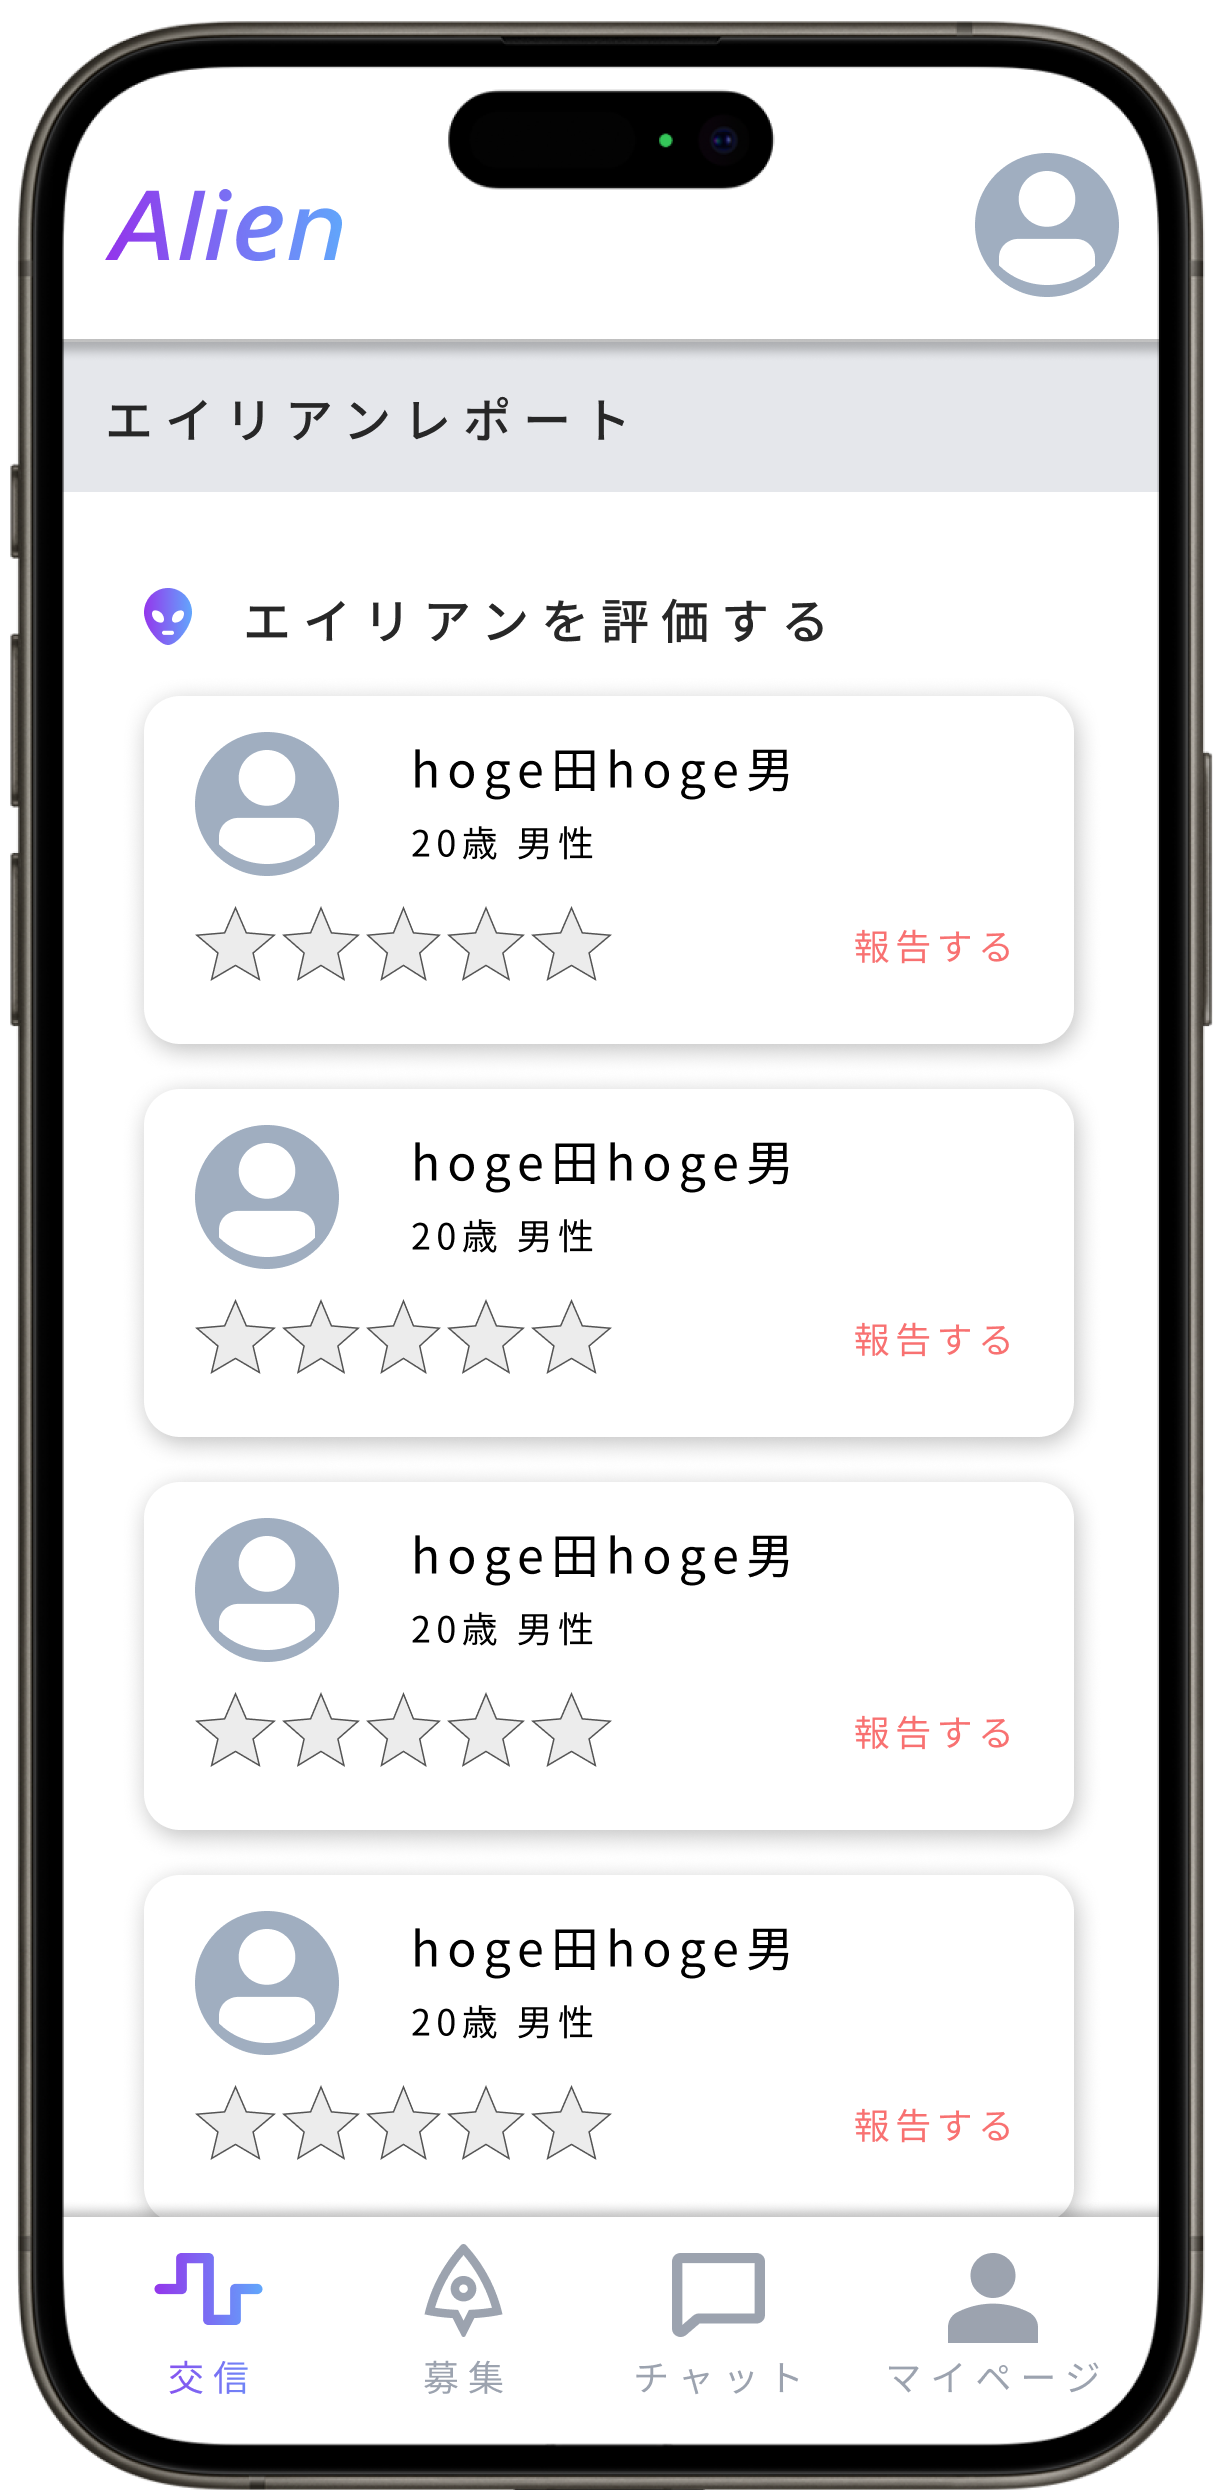 Alien
エイリアンレポート
エイリアンを評価する
hoge田hoge男
20歳 男性
報告する
hoge田hoge男
20歳 男性
報告する
hoge田hoge男
20歳 男性
報告する
hoge田hoge男
20歳 男性
報告する
交信 募集 チャット マイページ